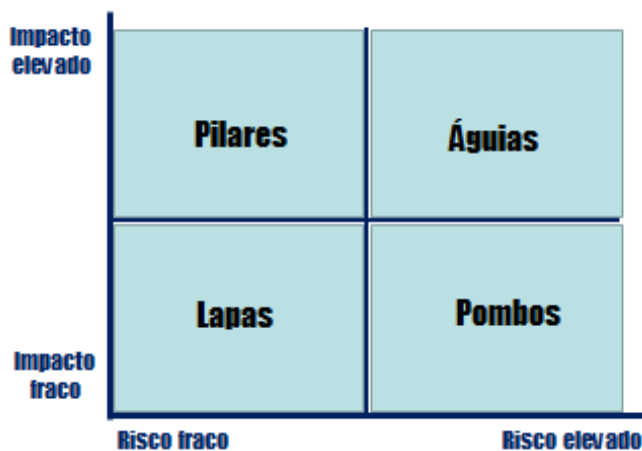 Impacto
elevado
Pilares
Águias
Lapas
Pombos
Impacto
fraco
Risco fraco
Risco elevado